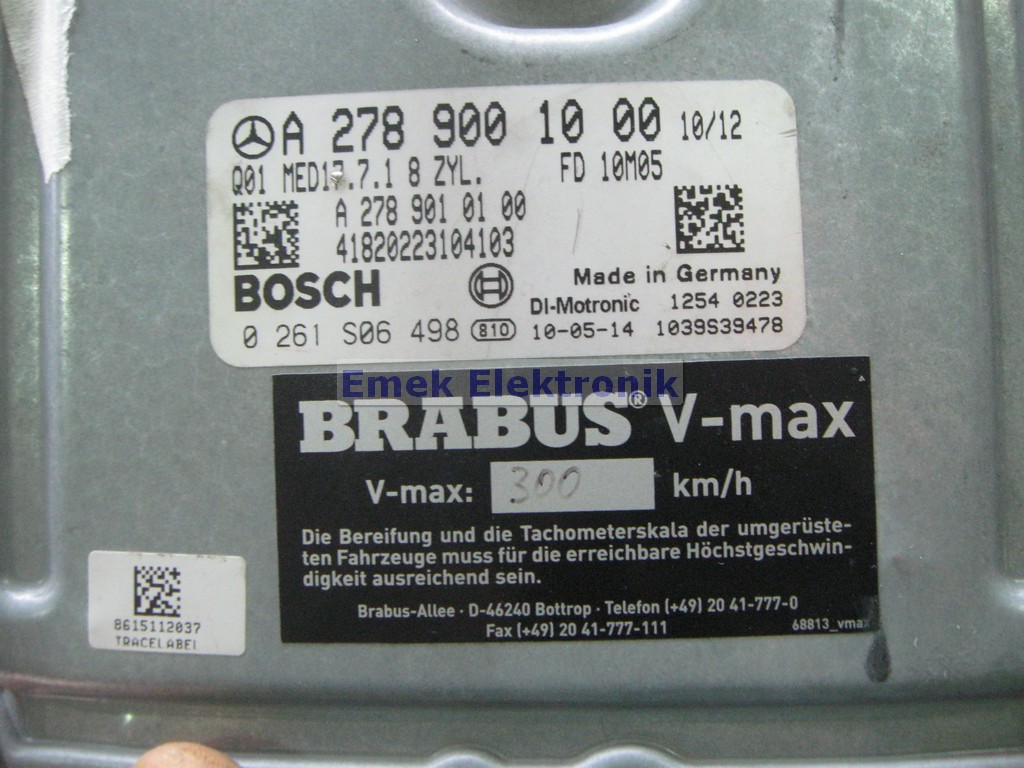 A 278 900 10 00 10/12
Q01 MED17.7.1 8 ZYL. FD 10M05
A 278 901 01 00
41820223104103
BOSCH
Made in Germany
DI-Motronic 1254 0223
0 261 S06 498 810 10-05-14 1039S39478
Emek Elektronik
BRABUS® V-max
V-max: 300 km/h
Die Bereifung und die Tachometerskala der umgerüste-
ten Fahrzeuge muss für die erreichbare Höchstgeschwin-
digkeit ausreichend sein.
Brabus-Allee · D-46240 Bottrop · Telefon (+49) 20 41-777-0
Fax (+49) 20 41-777-111
68813_vmax
8615112037
TRACELABEL